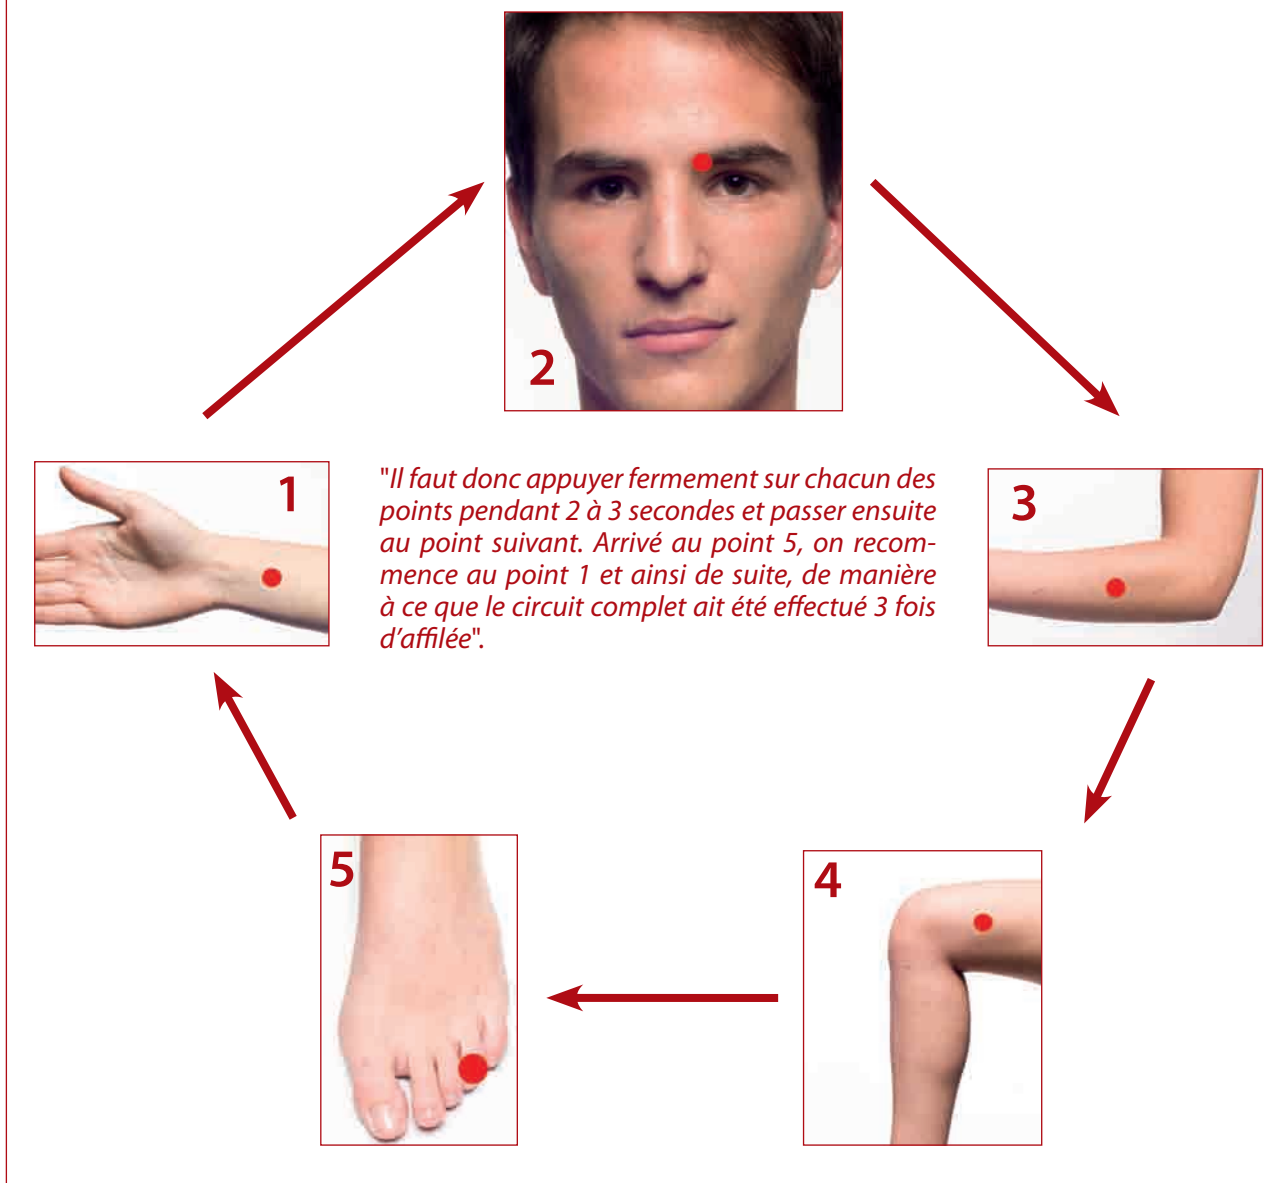 2
1
"Il faut donc appuyer fermement sur chacun des
points pendant 2 à 3 secondes et passer ensuite
au point suivant. Arrivé au point 5, on recom-
mence au point 1 et ainsi de suite, de manière
à ce que le circuit complet ait été effectué 3 fois
d'affilée".
3
5
4